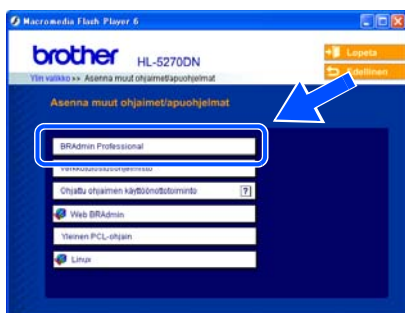 Macromedia Flash Player 6
brother HL-5270DN
Lopeta
Edellinen
Ylin valikko >> Asenna muut ohjaimet/apuohjelmat
Asenna muut ohjaimet/apuohjelmat
BRAdmin Professional
Ohjattu ohjaimen käyttöönottotoiminto ?
Web BRAdmin
Yleinen PCL-ohjain
Linux